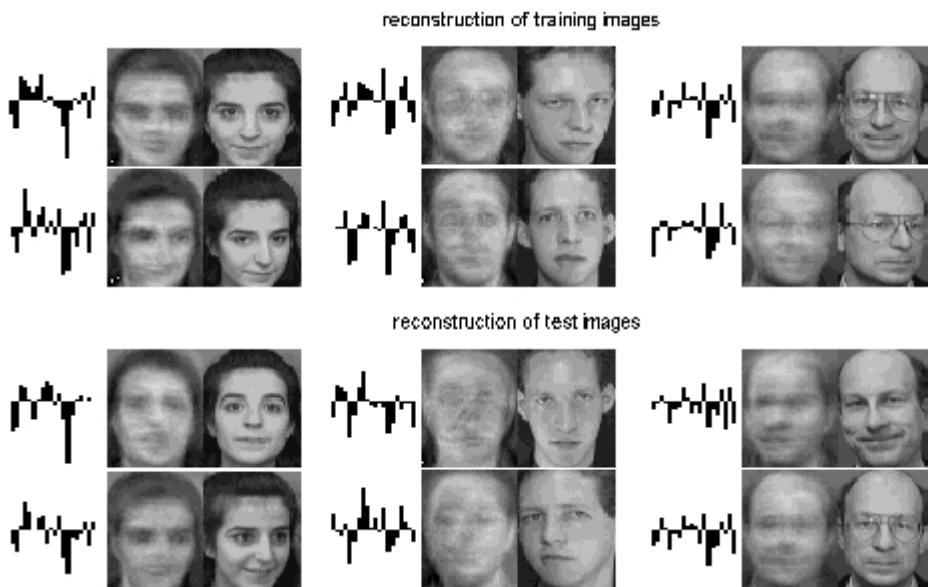 reconstruction of training images
reconstruction of test images